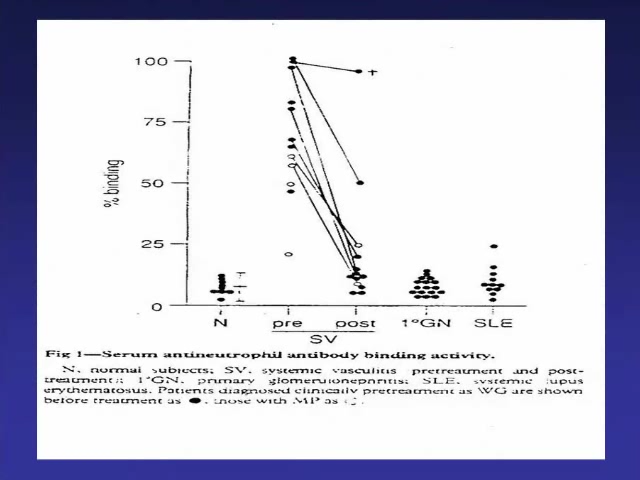 100
75
50
25
0
% binding
N pre post 1°GN SLE
SV
Fig 1—Serum antineutrophil antibody binding activity.
N, normal subjects; SV, systemic vasculitis pretreatment and post-
treatment; 1°GN, primary glomerulonephritis; SLE, systemic lupus
erythematosus. Patients diagnosed clinically pretreatment as WG are shown
before treatment as ●, those with MP as ○.